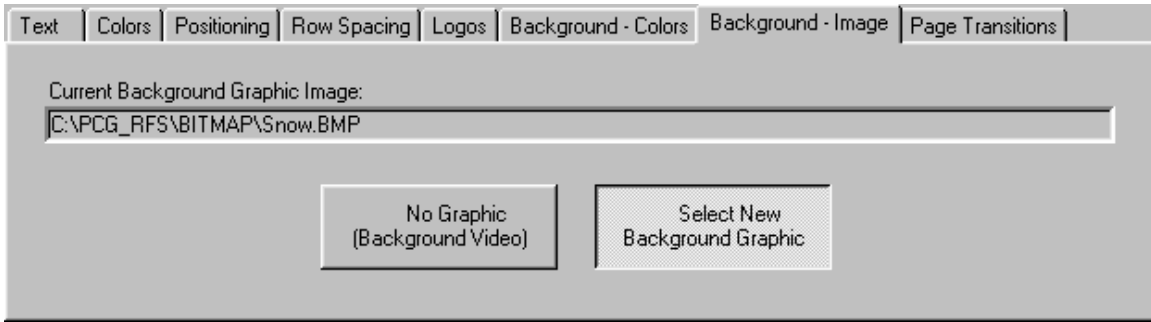 Text Colors Positioning Row Spacing Logos Background - Colors Background - Image Page Transitions
Current Background Graphic Image:
C:\PCG_RFS\BITMAP\Snow.BMP
No Graphic
(Background Video)
Select New
Background Graphic